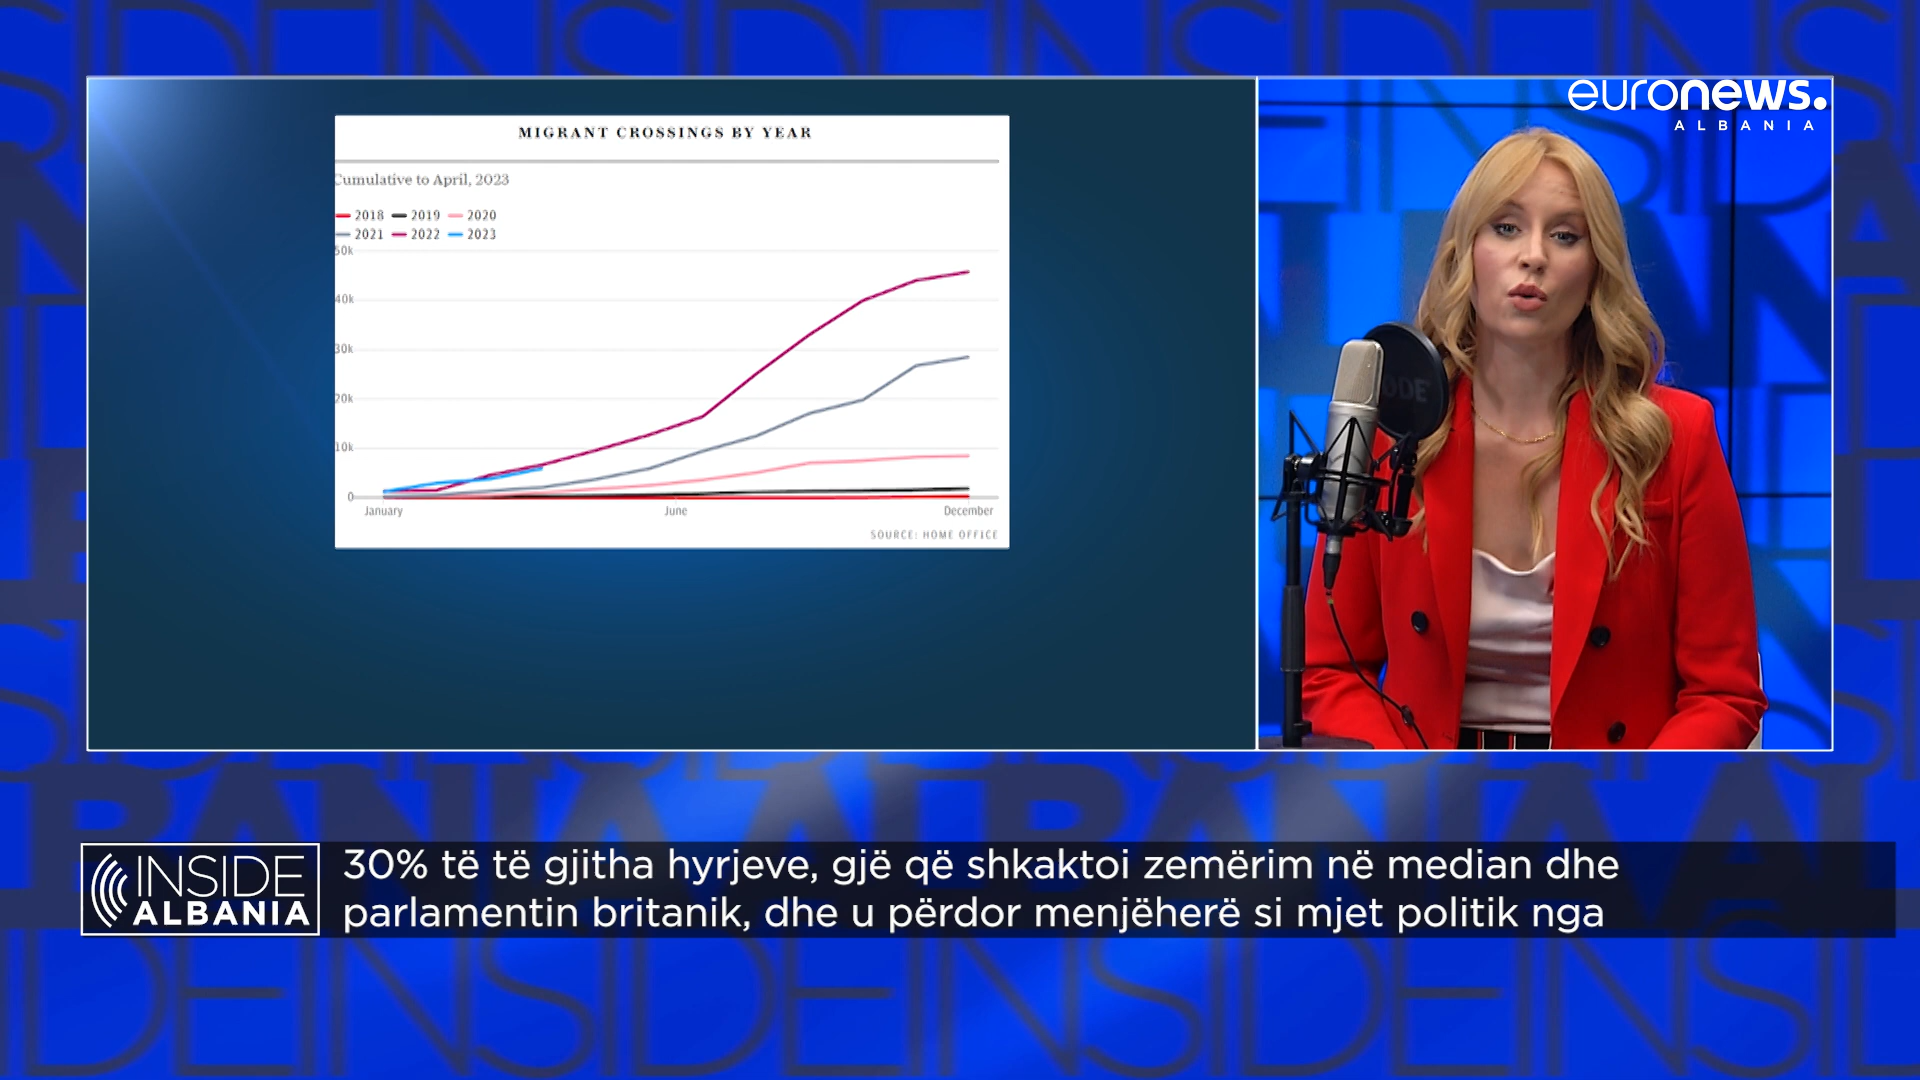 euronews.
ALBANIA
MIGRANT CROSSINGS BY YEAR
Cumulative to April, 2023
2018 2019 2020
2021 2022 2023
50k
40k
30k
20k
10k
0
January June December
SOURCE: HOME OFFICE
INSIDE
ALBANIA
30% të të gjitha hyrjeve, gjë që shkaktoi zemërim në median dhe
parlamentin britanik, dhe u përdor menjëherë si mjet politik nga